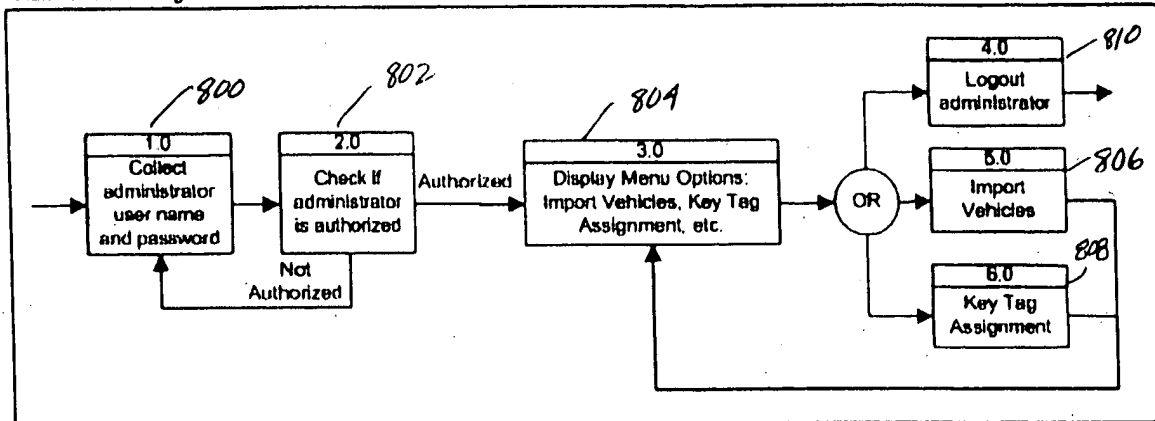 800
1.0
Collect
administrator
user name
and password
802
2.0
Check if
administrator
is authorized
Authorized
Not
Authorized
804
3.0
Display Menu Options:
Import Vehicles, Key Tag
Assignment, etc.
OR
4.0
Logout
administrator
810
5.0
Import
Vehicles
806
6.0
Key Tag
Assignment
808